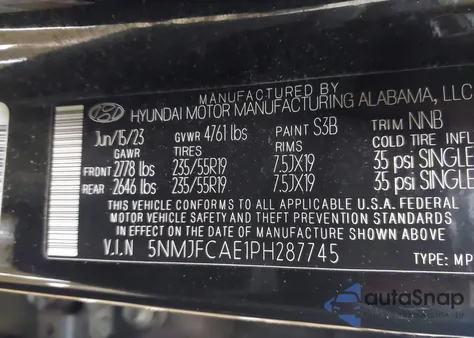 MANUFACTURED BY
HYUNDAI MOTOR MANUFACTURING ALABAMA, LLC
Jun/15/23 GVWR 4761 lbs PAINT S3B TRIM NNB
GAWR TIRES RIMS COLD TIRE INFL
FRONT 2778 lbs 235/55R19 7.5JX19 35 psi SINGLE
REAR 2646 lbs 235/55R19 7.5JX19 35 psi SINGLE
THIS VEHICLE CONFORMS TO ALL APPLICABLE U.S.A. FEDERAL
MOTOR VEHICLE SAFETY AND THEFT PREVENTION STANDARDS
IN EFFECT ON THE DATE OF MANUFACTURE SHOWN ABOVE
V.I.N 5NMJFCAE1PH287745 TYPE: MP
autoSnap